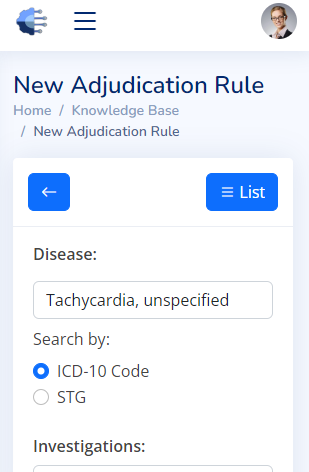 New Adjudication Rule
Home / Knowledge Base
/ New Adjudication Rule
List
Disease:
Tachycardia, unspecified
Search by:
ICD-10 Code
STG
Investigations: